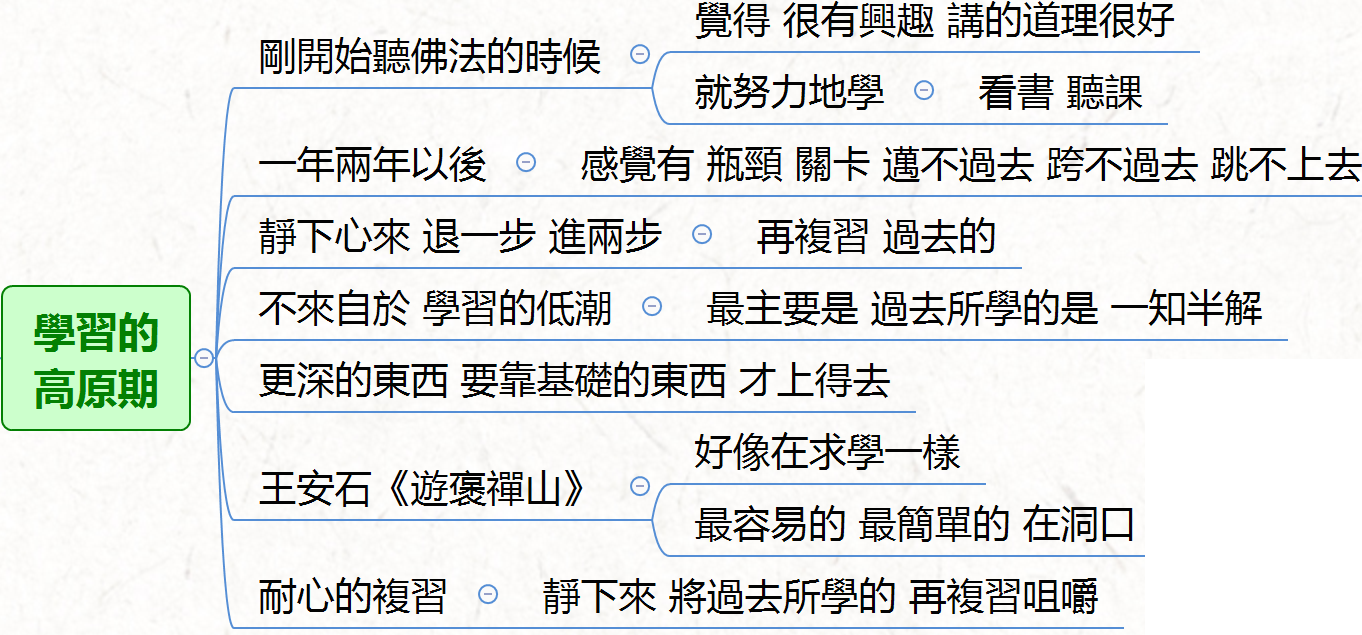 學習的
高原期
剛開始聽佛法的時候
覺得 很有興趣 講的道理很好
就努力地學
看書 聽課
一年兩年以後
感覺有 瓶頸 關卡 邁不過去 跨不過去 跳不上去
靜下心來 退一步 進兩步
再複習 過去的
不來自於 學習的低潮
最主要是 過去所學的是 一知半解
更深的東西 要靠基礎的東西 才上得去
王安石《遊褒禪山》
好像在求學一樣
最容易的 最簡單的 在洞口
耐心的複習
靜下來 將過去所學的 再複習咀嚼